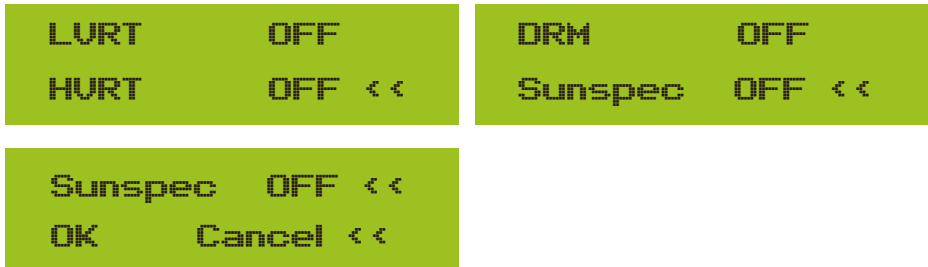 LVRT OFF
HVRT OFF <<
DRM OFF
Sunspec OFF <<
Sunspec OFF <<
OK Cancel <<